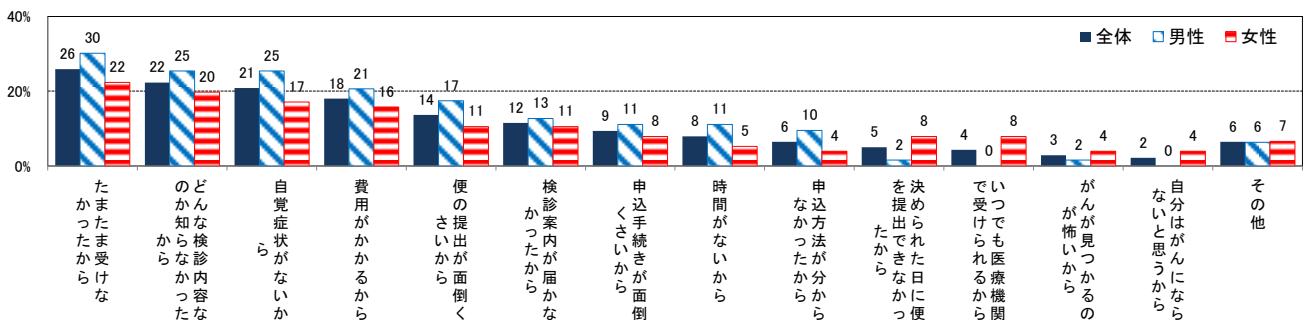 40%
20%
0%
全体 男性 女性
26 30 22
22 25 20
21 25 17
18 21 16
14 17 11
12 13 11
9 11 8
8 11 5
6 10 4
5 2 8
4 0 8
3 2 4
2 0 4
6 6 7
たまたま受けな
かったから
どんな検診内容な
のか知らなかった
から
自覚症状がないか
ら
費用がかかるから
便の提出が面倒く
さいから
検診案内が届かな
かったから
申込手続きが面倒
くさいから
時間がないから
申込方法が分から
なかったから
決められた日に便
を提出できなかっ
たから
いつでも医療機関
で受けられるから
がんが見つかるの
が怖いから
自分はがんになら
ないと思うから
その他